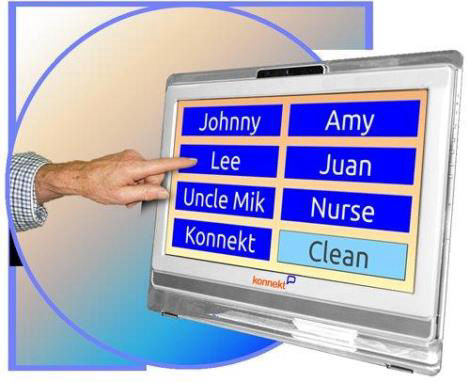 Johnny
Amy
Lee
Juan
Uncle Mik
Nurse
Konnekt
Clean
konnekt